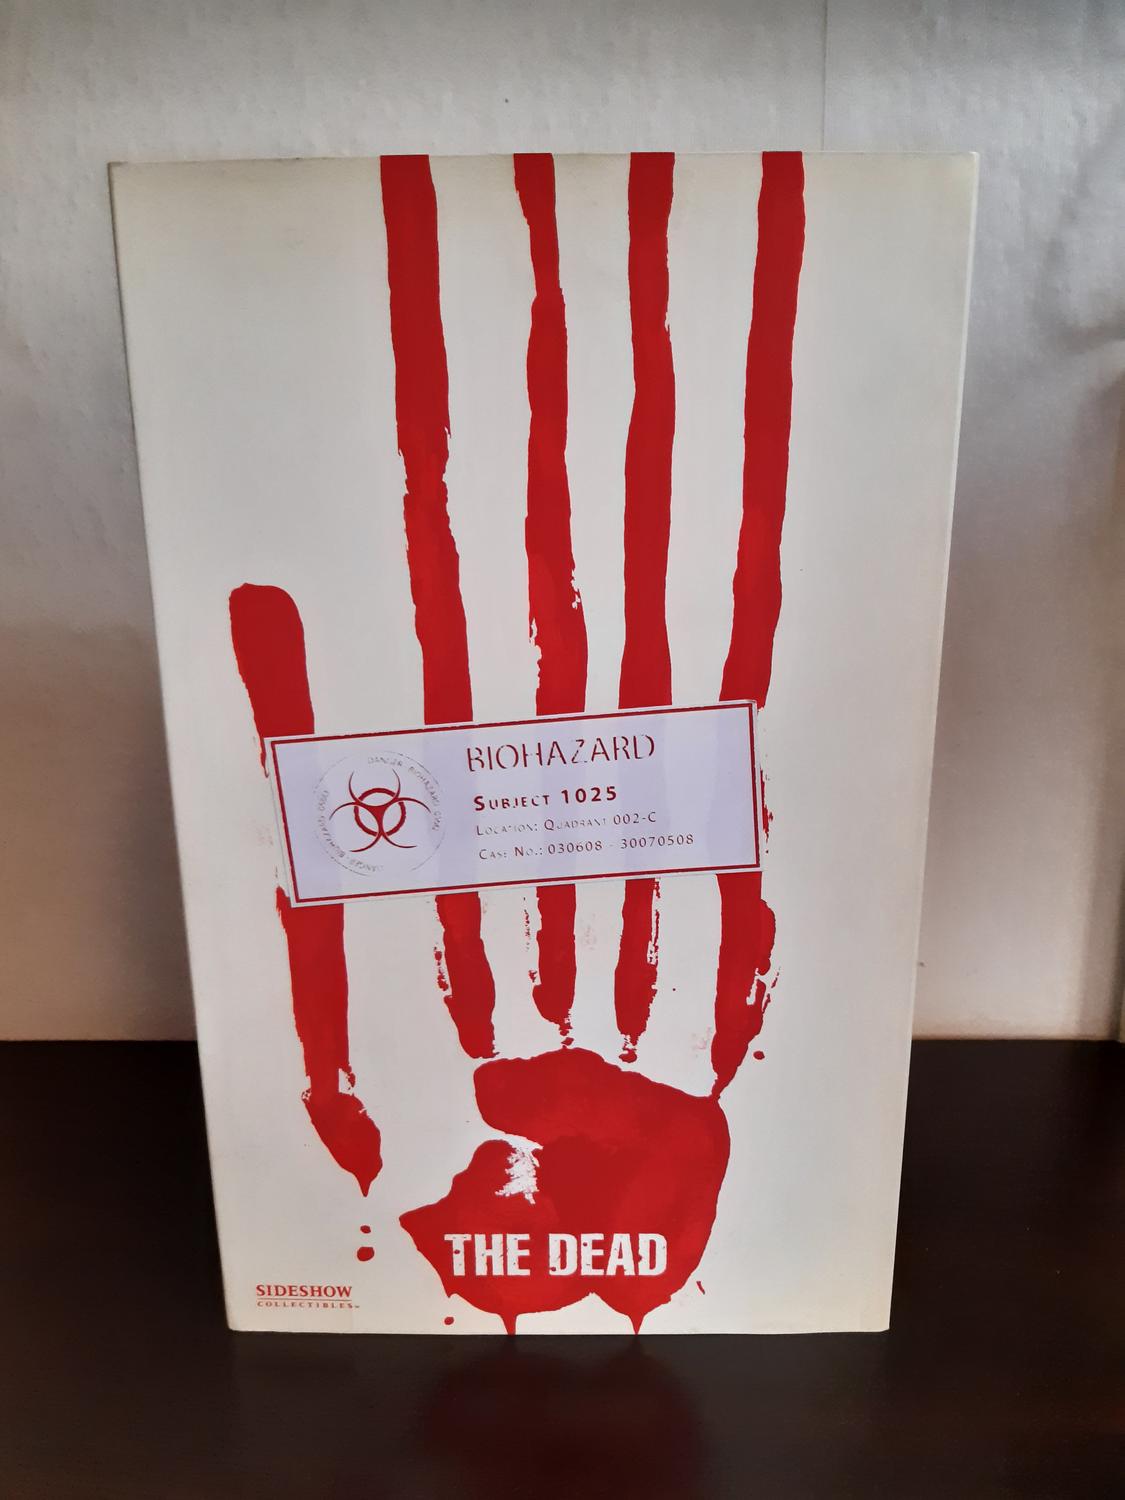 BIOHAZARD
SUBJECT 1025
LOCATION: QUADRANT 002-C
CASE NO.: 030608 - 30070508
THE DEAD
SIDESHOW
COLLECTIBLES